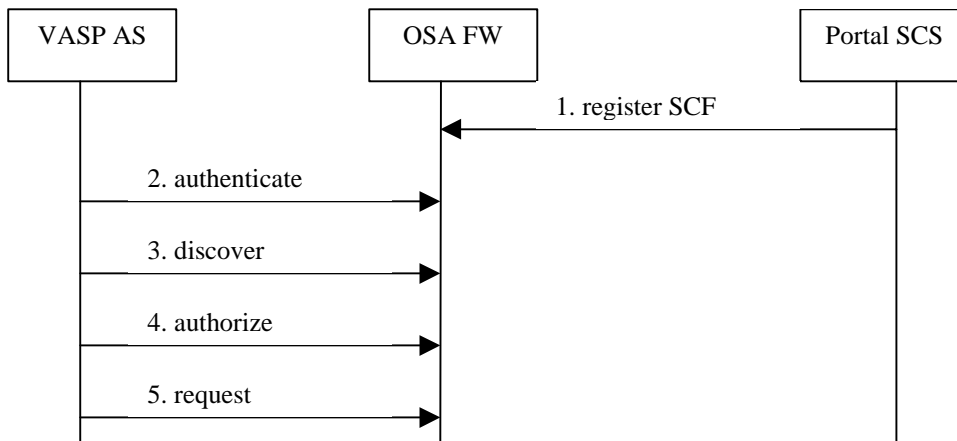 VASP AS
OSA FW
Portal SCS
1. register SCF
2. authenticate
3. discover
4. authorize
5. request